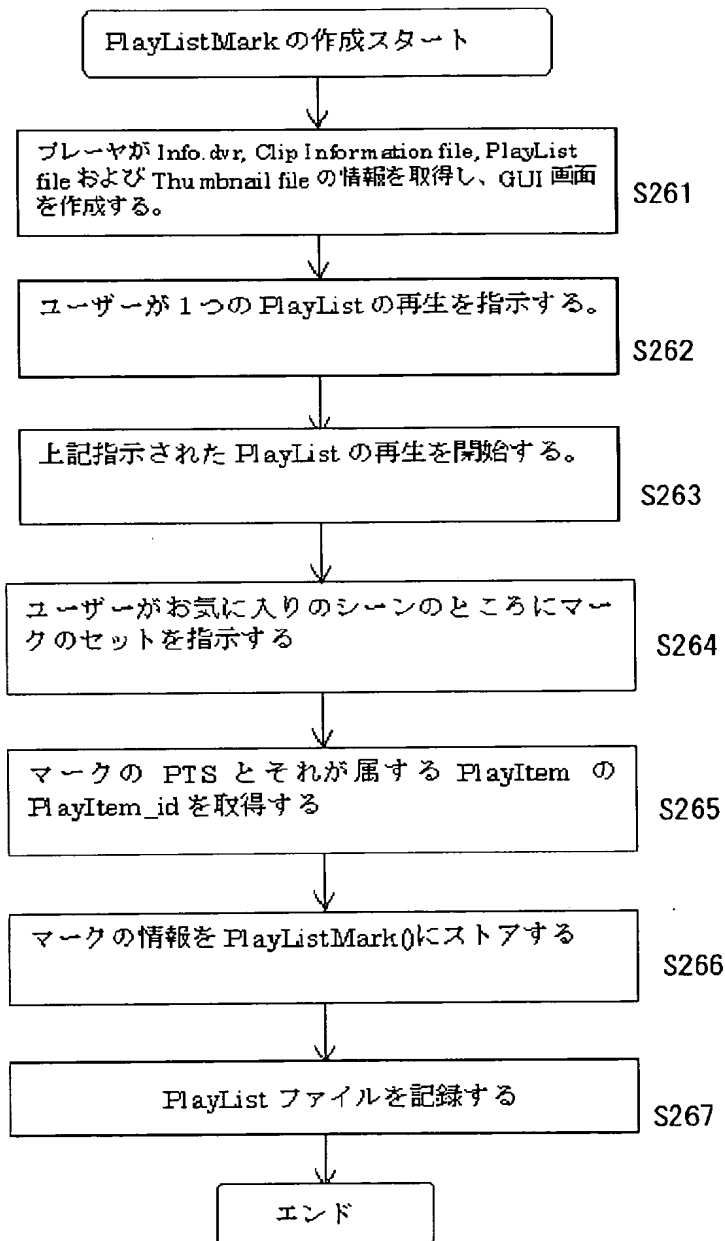 PlayListMark の作成スタート
プレーヤが Info.dvr, Clip Information file, PlayList
file および Thumbnail file の情報を取得し、GUI 画面
を作成する。
S261
ユーザーが 1 つの PlayList の再生を指示する。
S262
上記指示された PlayList の再生を開始する。
S263
ユーザーがお気に入りのシーンのところにマー
クのセットを指示する
S264
マークの PTS とそれが属する PlayItem の
PlayItem_id を取得する
S265
マークの情報を PlayListMark()にストアする
S266
PlayList ファイルを記録する
S267
エンド